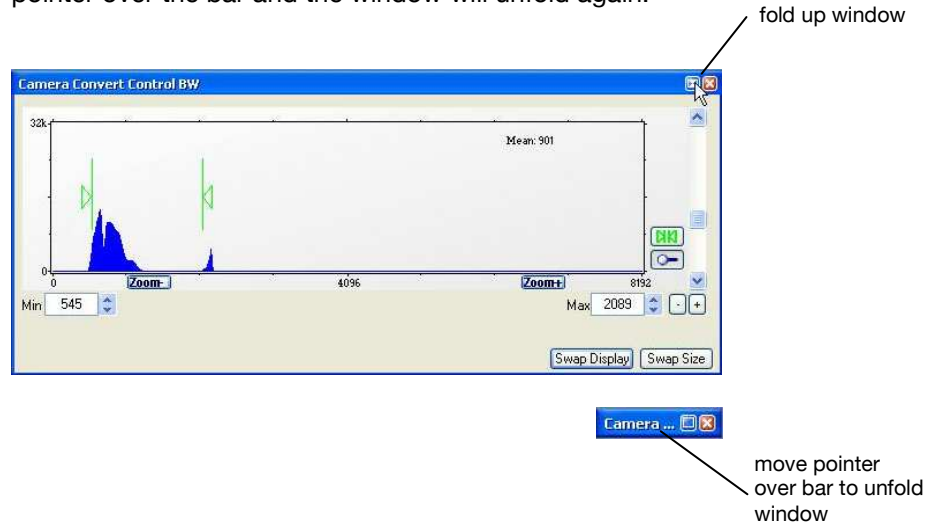 pointer over the bar and the window will unfold again.
fold up window
Camera Convert Control BW
32k
Mean: 901
0
0 Zoom- 4096 Zoom+ 8192
Min 545 Max 2089 - +
Swap Display Swap Size
Camera ...
move pointer
over bar to unfold
window